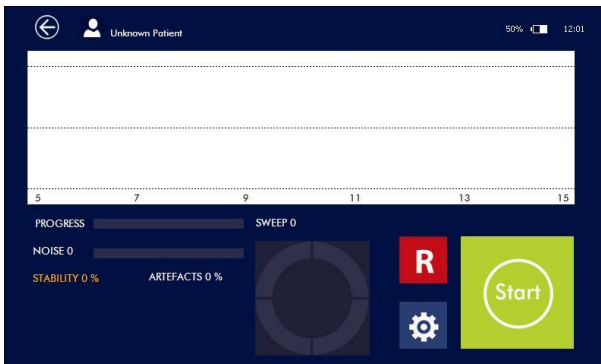 Unknown Patient 50% 12:01
5 7 9 11 13 15
PROGRESS SWEEP 0
NOISE 0
STABILITY 0 % ARTEFACTS 0 %
R
Start